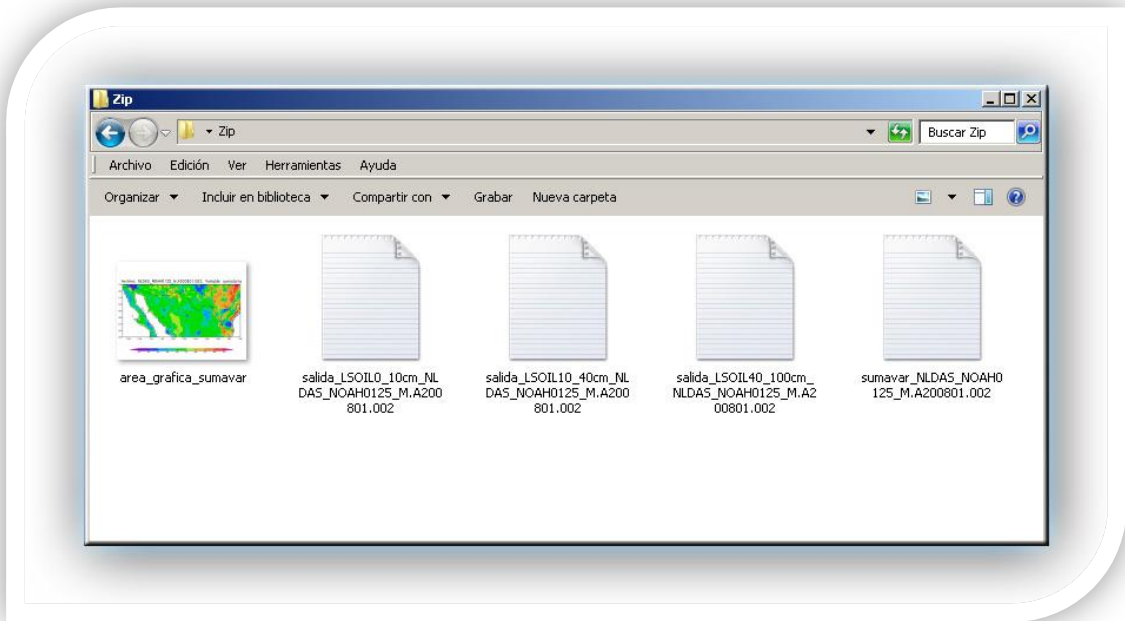 Zip
Zip
Buscar Zip
Archivo Edición Ver Herramientas Ayuda
Organizar Incluir en biblioteca Compartir con Grabar Nueva carpeta
area_grafica_sumavar
salida_LSOIL0_10cm_NL
DAS_NOAH0125_M.A200
801.002
salida_LSOIL10_40cm_NL
DAS_NOAH0125_M.A200
801.002
salida_LSOIL40_100cm_
NLDAS_NOAH0125_M.A2
00801.002
sumavar_NLDAS_NOAH0
125_M.A200801.002